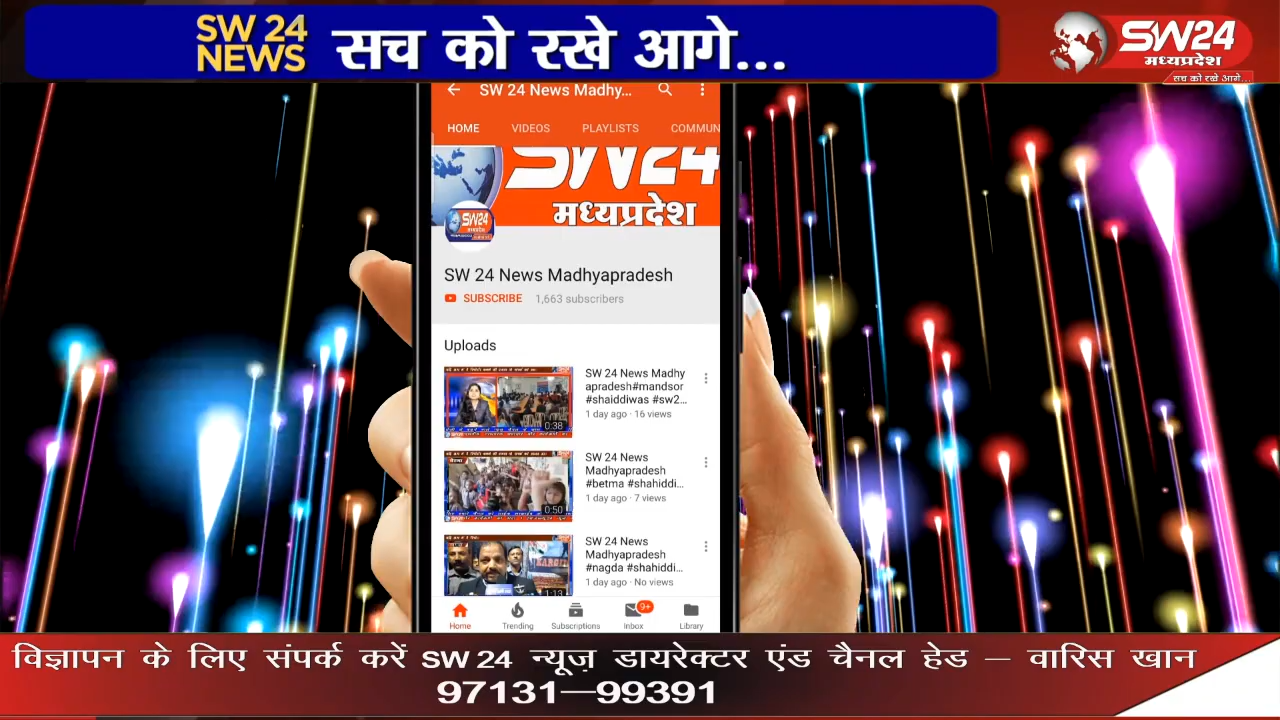 SW 24
NEWS
सच को रखे आगे...
SW24
मध्यप्रदेश
सच को रखे आगे...
SW 24 News Madhy...
HOME VIDEOS PLAYLISTS COMMUN
SW24
मध्यप्रदेश
SW24
SW 24 News Madhyapradesh
SUBSCRIBE 1,663 subscribers
Uploads
SW 24 News Madhy
apradesh#mandsor
#shaiddiwas #sw2...
1 day ago · 16 views
0:38
SW 24 News
Madhyapradesh
#betma #shahiddi...
1 day ago · 7 views
0:50
SW 24 News
Madhyapradesh
#nagda #shahiddi...
1 day ago · No views
1:13
9+
Home Trending Subscriptions Inbox Library
विज्ञापन के लिए संपर्क करें SW 24 न्यूज़ डायरेक्टर एंड चैनल हेड – वारिस खान
97131—99391